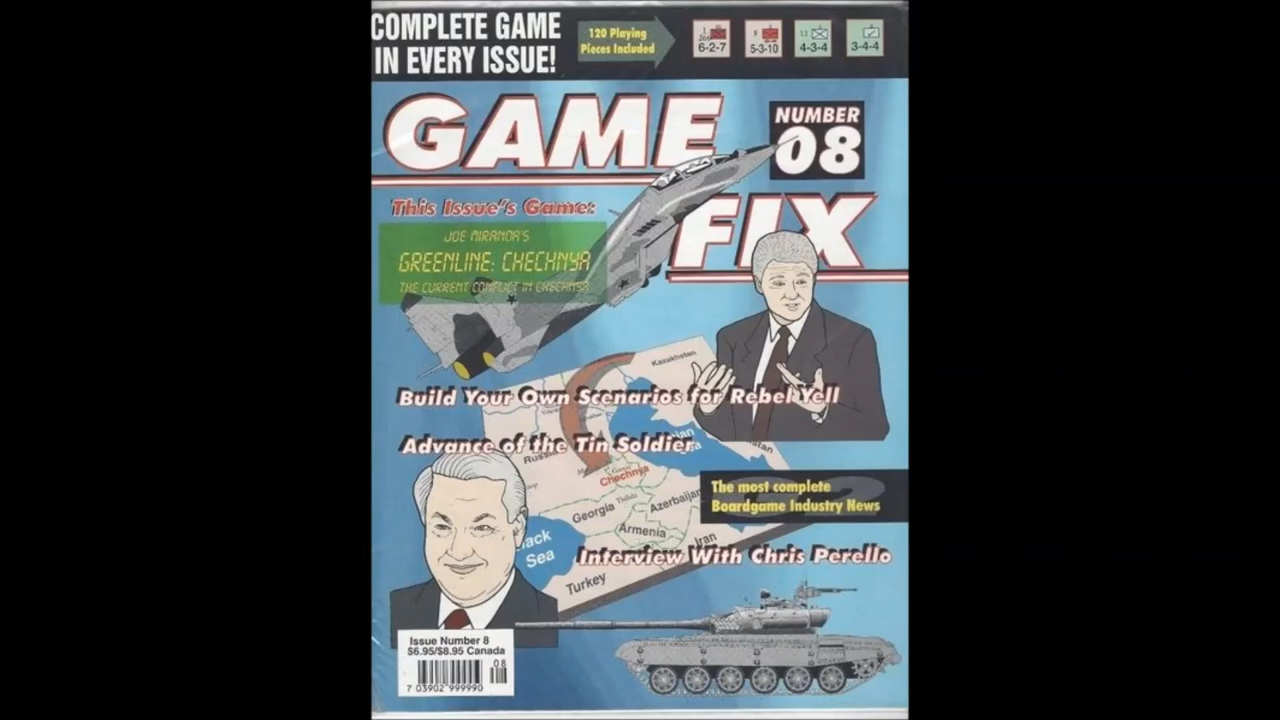 COMPLETE GAME
IN EVERY ISSUE!
120 Playing
Pieces Included
6-2-7
5-3-10
4-3-4
3-4-4
GAME
FIX
NUMBER
08
This Issue's Game:
JOE MIRANDA'S
GREENLINE: CHECHNYA
THE CURRENT CONFLICT IN CHECHNYA
Kazakhstan
Build Your Own Scenarios for Rebel Yell
Advance of the Tin Soldier
Chechnya
Georgia
Tbilisi
Azerbaijan
Armenia
Iran
Black
Sea
Turkey
The most complete
Boardgame Industry News
Interview With Chris Perello
Issue Number 8
$6.95/$8.95 Canada
08
7 03902 999990